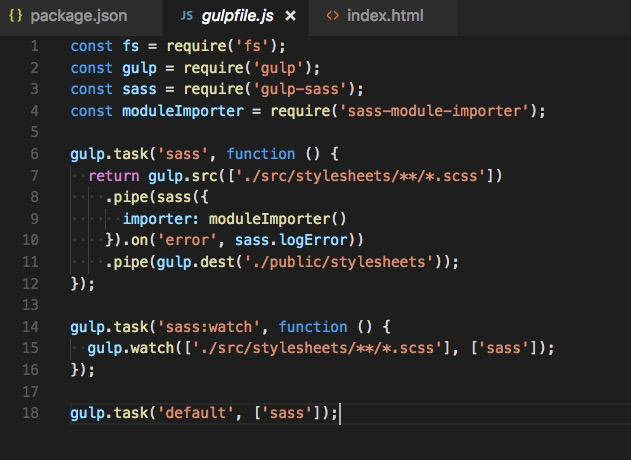 {} package.json JS gulpfile.js × <> index.html
1 const fs = require('fs');
2 const gulp = require('gulp');
3 const sass = require('gulp-sass');
4 const moduleImporter = require('sass-module-importer');
5
6 gulp.task('sass', function () {
7   return gulp.src(['./src/stylesheets/**/*.scss'])
8     .pipe(sass({
9       importer: moduleImporter()
10     }).on('error', sass.logError))
11     .pipe(gulp.dest('./public/stylesheets'));
12 });
13
14 gulp.task('sass:watch', function () {
15   gulp.watch(['./src/stylesheets/**/*.scss'], ['sass']);
16 });
17
18 gulp.task('default', ['sass']);